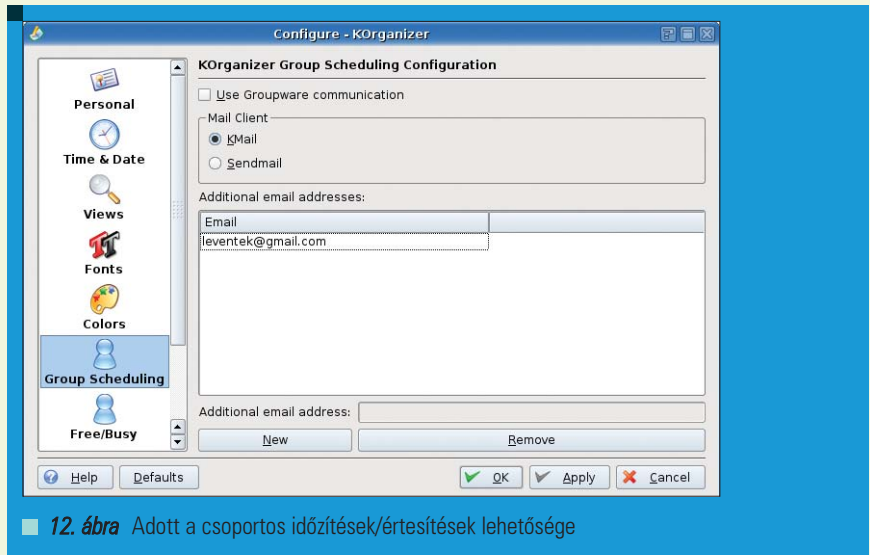 Configure - KOrganizer
Personal
Time & Date
Views
Fonts
Colors
Group Scheduling
Free/Busy
KOrganizer Group Scheduling Configuration
Use Groupware communication
Mail Client
KMail
Sendmail
Additional email addresses:
Email
leventek@gmail.com
Additional email address:
New Remove
Help Defaults OK Apply Cancel
12. ábra Adott a csoportos időzítések/értesítések lehetősége